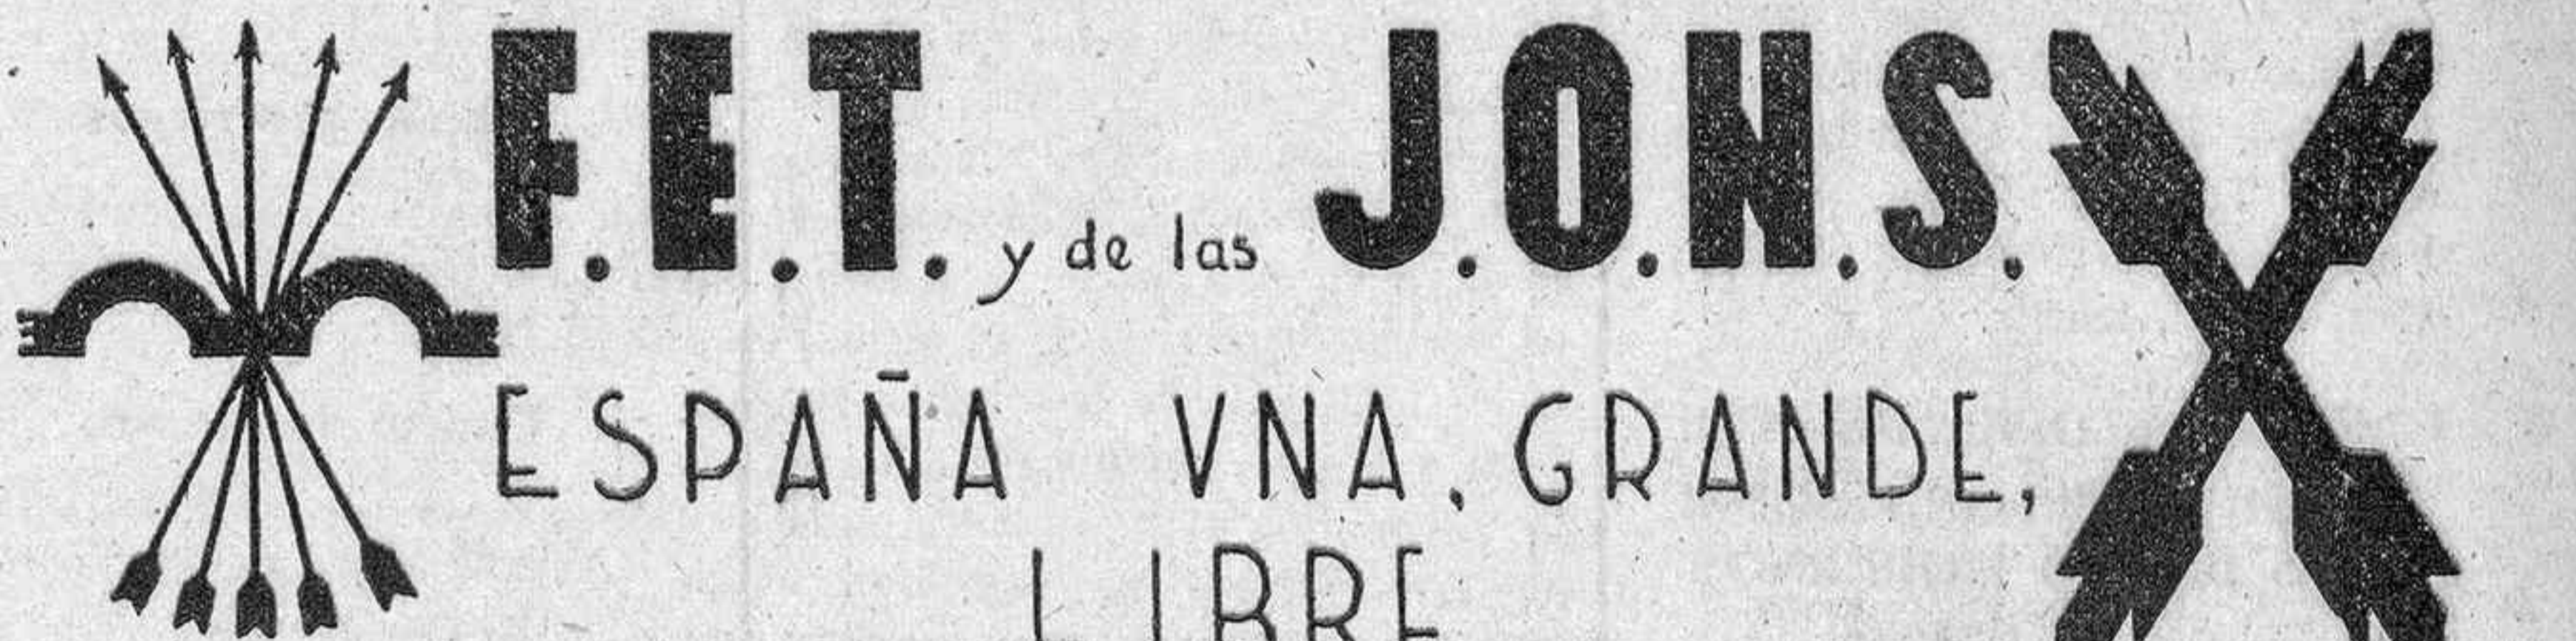 F.E.T. y de las J.O.N.S.
ESPAÑA VNA, GRANDE,
LIBRE